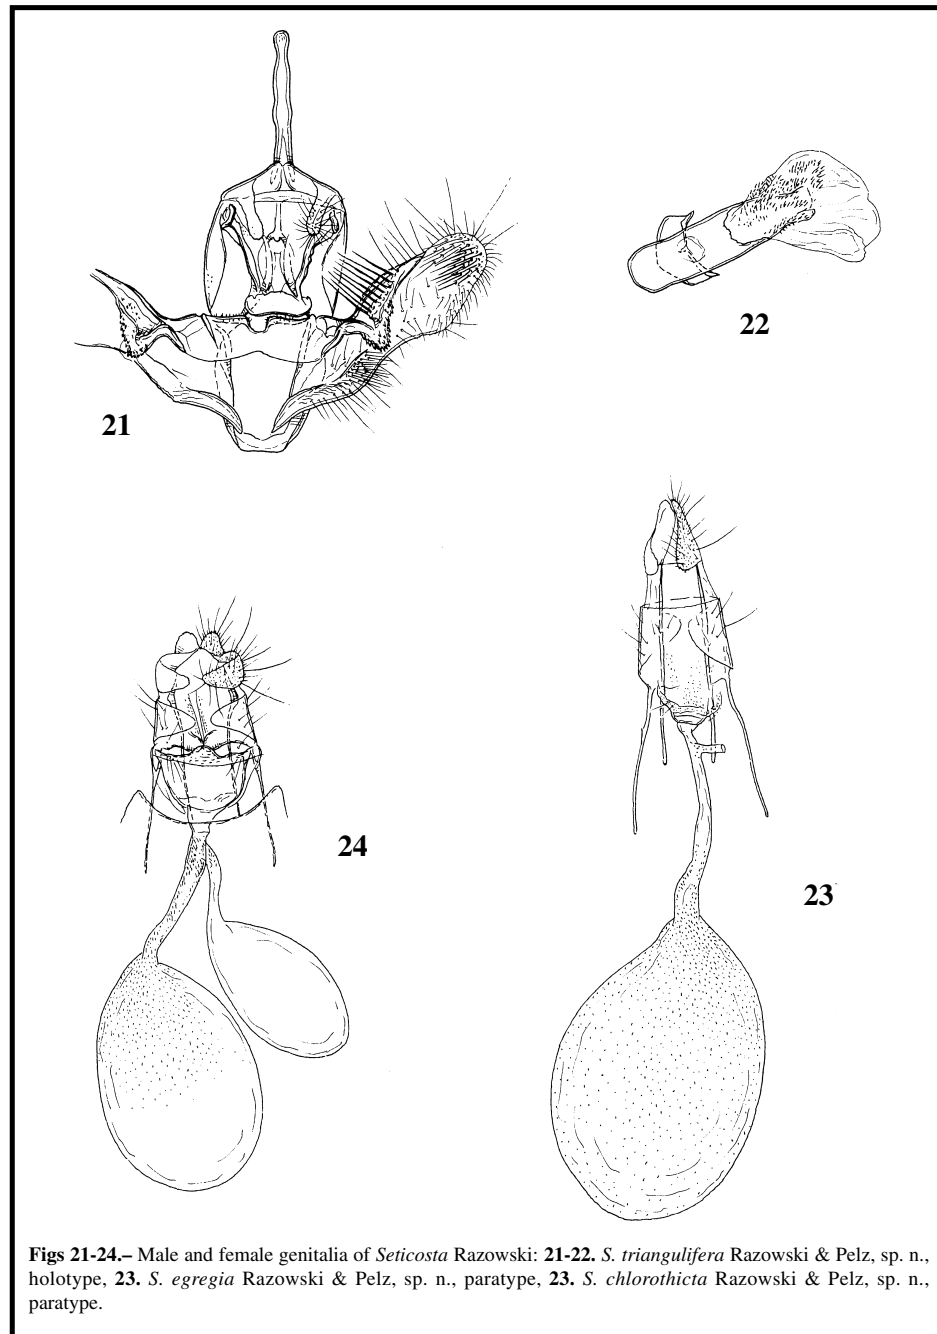 21
22
24
23
Figs 21-24.– Male and female genitalia of Seticosta Razowski: 21-22. S. triangulifera Razowski & Pelz, sp. n.,
holotype, 23. S. egregia Razowski & Pelz, sp. n., paratype, 23. S. chlorothicta Razowski & Pelz, sp. n.,
paratype.